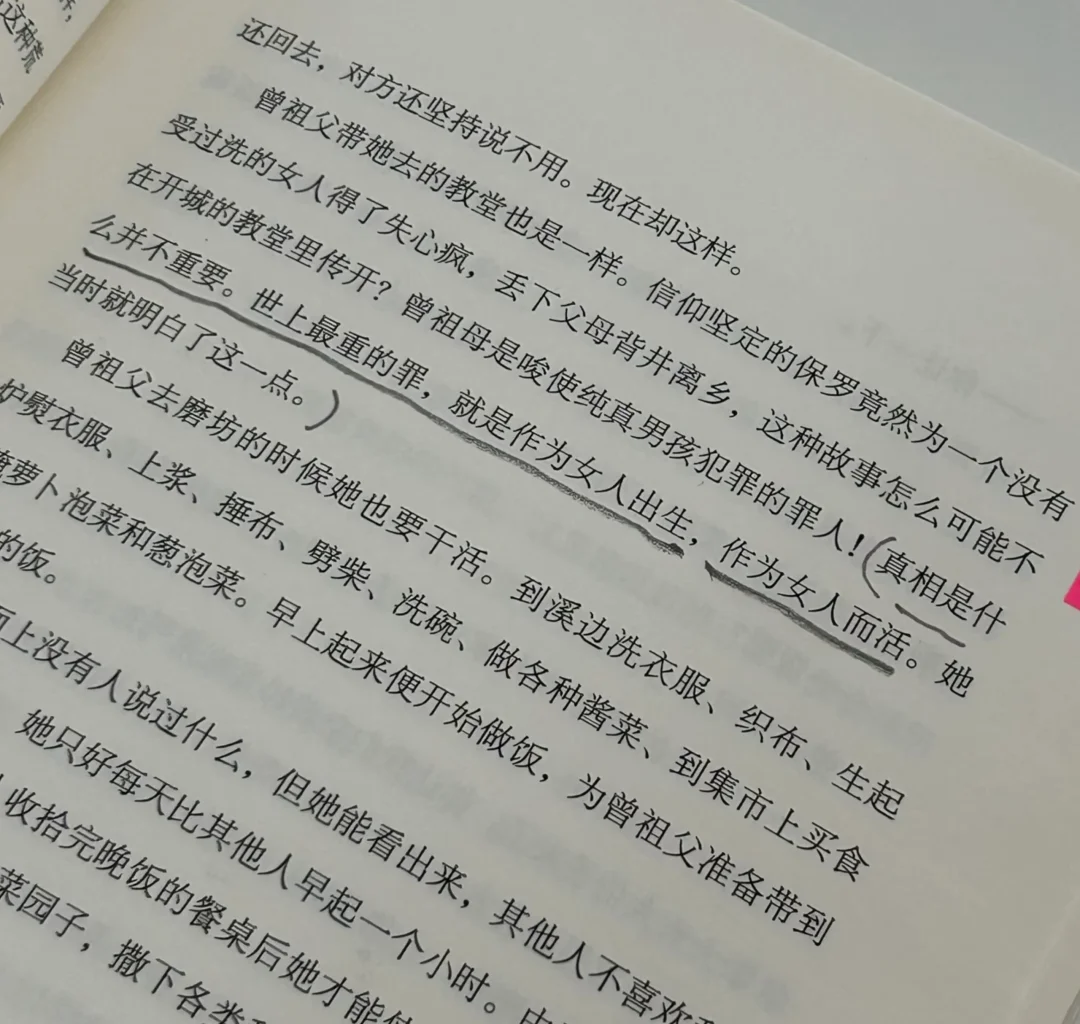 这种荒
还回去，对方还坚持说不用。现在却这样。
曾祖父带她去的教堂也是一样。信仰坚定的保罗竟然为一个没有
受过洗的女人得了失心疯，丢下父母背井离乡，这种故事怎么可能不
在开城的教堂里传开？曾祖母是唆使纯真男孩犯罪的罪人！真相是什
么并不重要。世上最重的罪，就是作为女人出生，作为女人而活。她
当时就明白了这一点。
曾祖父去磨坊的时候她也要干活。到溪边洗衣服、织布、生起
炉熨衣服、上浆、捶布、劈柴、洗碗、做各种酱菜、到集市上买食
腌萝卜泡菜和葱泡菜。早上起来便开始做饭，为曾祖父准备带到
的饭。
面上没有人说过什么，但她能看出来，其他人不喜欢
她只好每天比其他人早起一个小时。
收拾完晚饭的餐桌后她才能
菜园子，撒下各类